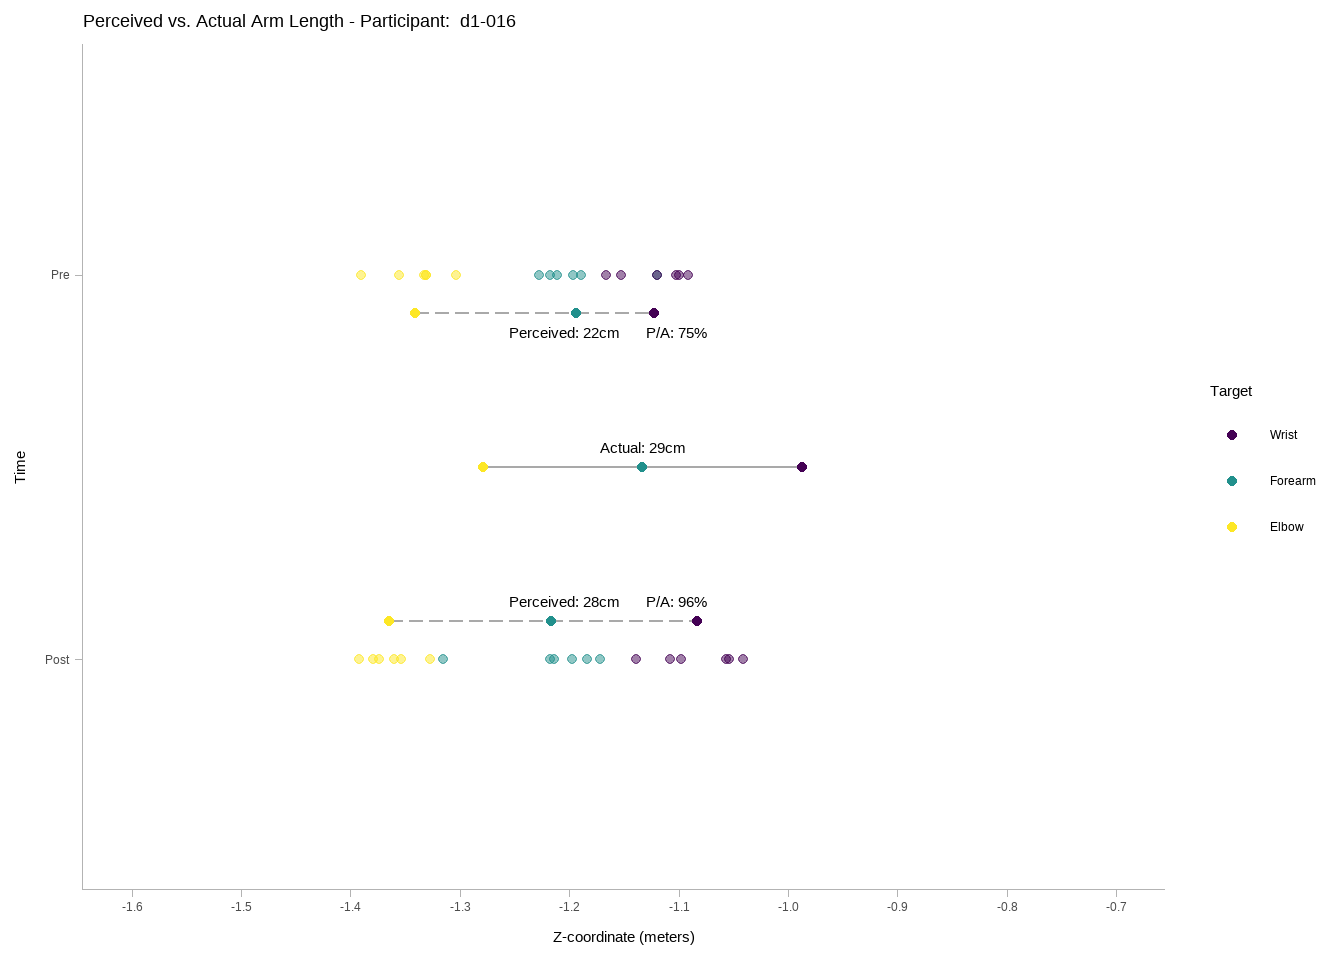 Perceived vs. Actual Arm Length - Participant:  d1-016
Pre
Perceived: 22cm
P/A: 75%
Target
Actual: 29cm
Wrist
Time
Forearm
Elbow
Perceived: 28cm
P/A: 96%
Post
-1.6
-1.5
-1.4
-1.3
-1.2
-1.1
-1.0
-0.9
-0.8
-0.7
Z-coordinate (meters)